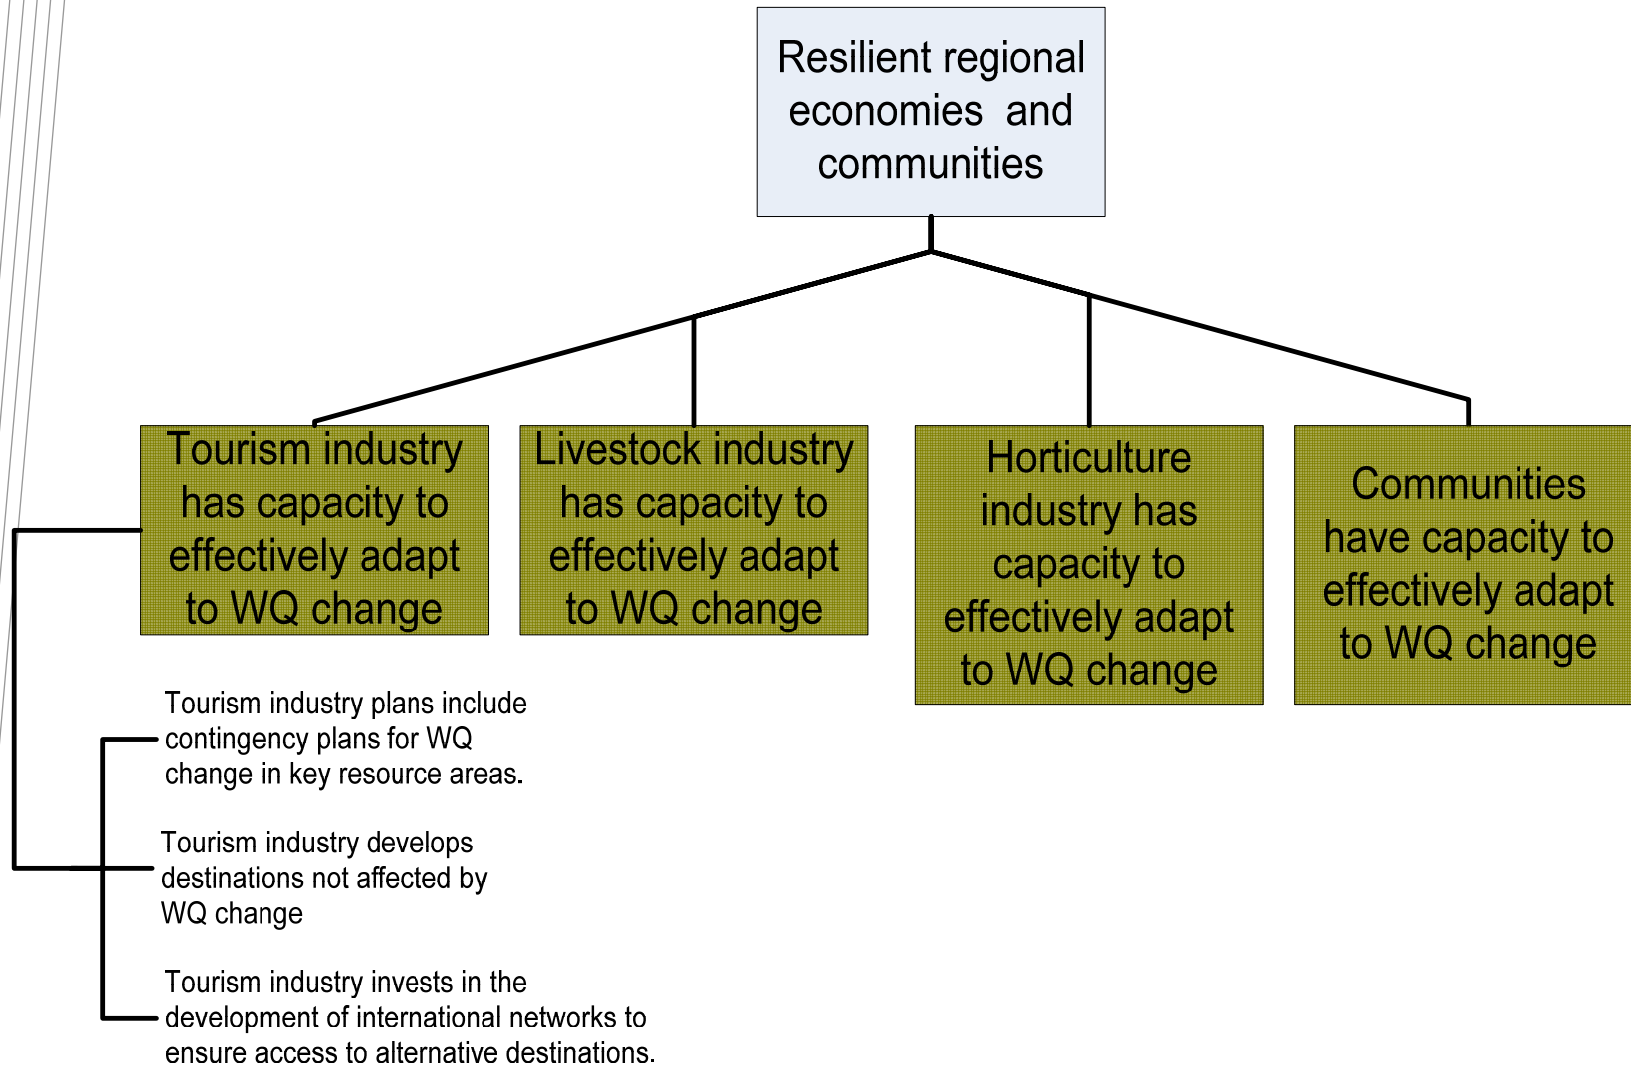 Resilient regional
economies and
communities
Tourism industry
has capacity to
effectively adapt
to WQ change
Livestock industry
has capacity to
effectively adapt
to WQ change
Horticulture
industry has
capacity to
effectively adapt
to WQ change
Communities
have capacity to
effectively adapt
to WQ change
Tourism industry plans include
contingency plans for WQ
change in key resource areas.
Tourism industry develops
destinations not affected by
WQ change
Tourism industry invests in the
development of international networks to
ensure access to alternative destinations.